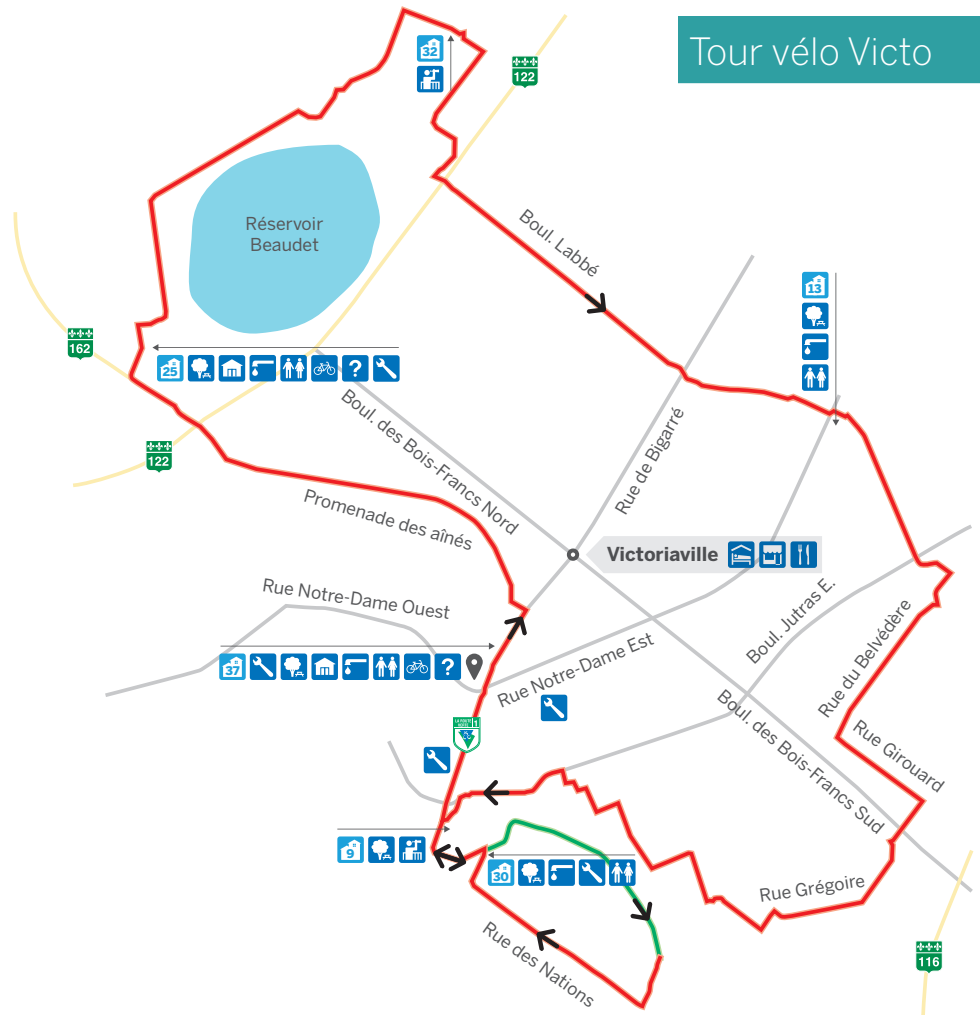 Tour vélo Victo
32
122
Réservoir
Beaudet
Boul. Labbé
13
162
25
?
122
Boul. des Bois-Francs Nord
Rue de Bigarré
Promenade des aînés
Victoriaville
Rue Notre-Dame Ouest
Boul. Jutras E.
Rue du Belvédère
37
?
Rue Notre-Dame Est
Boul. des Bois-Francs Sud
Rue Girouard
1
9
30
Rue Grégoire
Rue des Nations
116